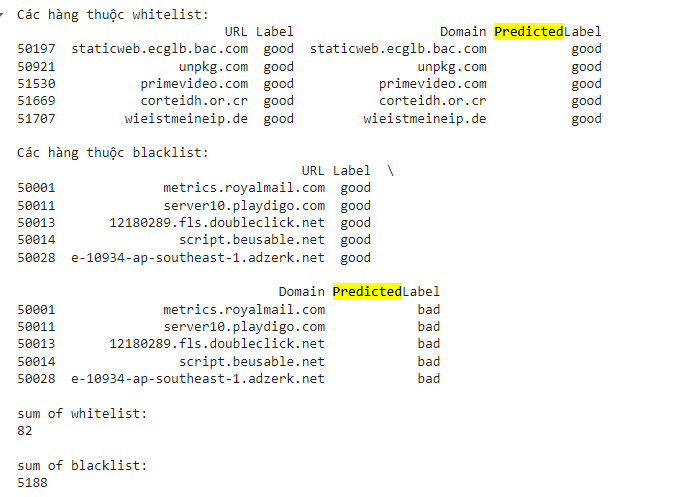 Các hàng thuộc whitelist:
URL Label Domain PredictedLabel
50197 staticweb.ecglb.bac.com good staticweb.ecglb.bac.com good
50921 unpkg.com good unpkg.com good
51530 primevideo.com good primevideo.com good
51669 corteidh.or.cr good corteidh.or.cr good
51707 wieistmeineip.de good wieistmeineip.de good
Các hàng thuộc blacklist:
URL Label \
50001 metrics.royalmail.com good
50011 server10.playdigo.com good
50013 12180289.fls.doubleclick.net good
50014 script.beusable.net good
50028 e-10934-ap-southeast-1.adzerk.net good
Domain PredictedLabel
50001 metrics.royalmail.com bad
50011 server10.playdigo.com bad
50013 12180289.fls.doubleclick.net bad
50014 script.beusable.net bad
50028 e-10934-ap-southeast-1.adzerk.net bad
sum of whitelist:
82
sum of blacklist:
5188